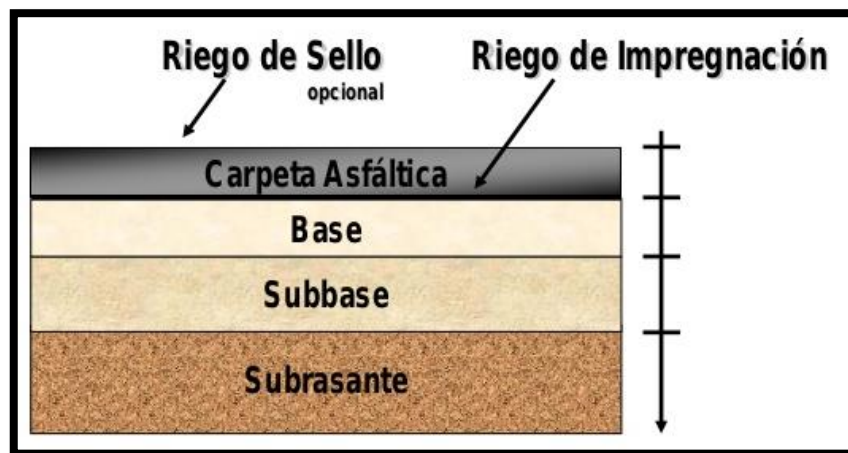 Riego de Sello
opcional
Riego de Impregnación
Carpeta Asfáltica
Base
Subbase
Subrasante